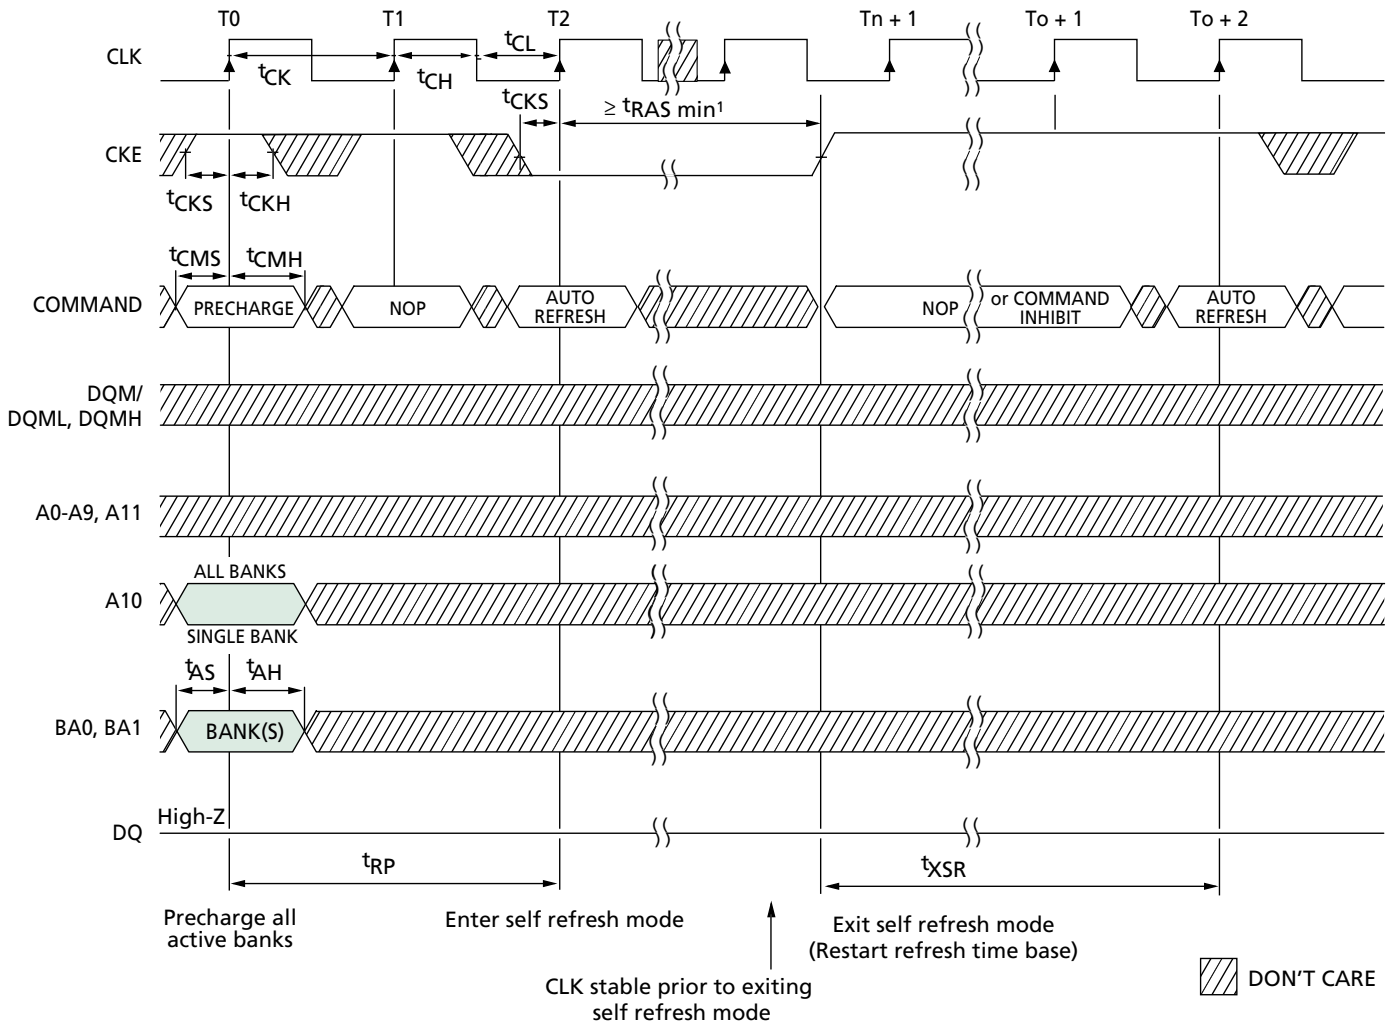 T0 T1 T2 Tn + 1 To + 1 To + 2
CLK
tCK tCH tCL
tCKS ≥ tRAS min1
CKE
tCKS tCKH
tCMS tCMH
COMMAND PRECHARGE NOP AUTO REFRESH NOP or COMMAND INHIBIT AUTO REFRESH
DQM/
DQML, DQMH
A0-A9, A11
ALL BANKS
A10
SINGLE BANK
tAS tAH
BA0, BA1 BANK(S)
High-Z
DQ
tRP tXSR
Precharge all
active banks
Enter self refresh mode
Exit self refresh mode
(Restart refresh time base)
CLK stable prior to exiting
self refresh mode
DON'T CARE